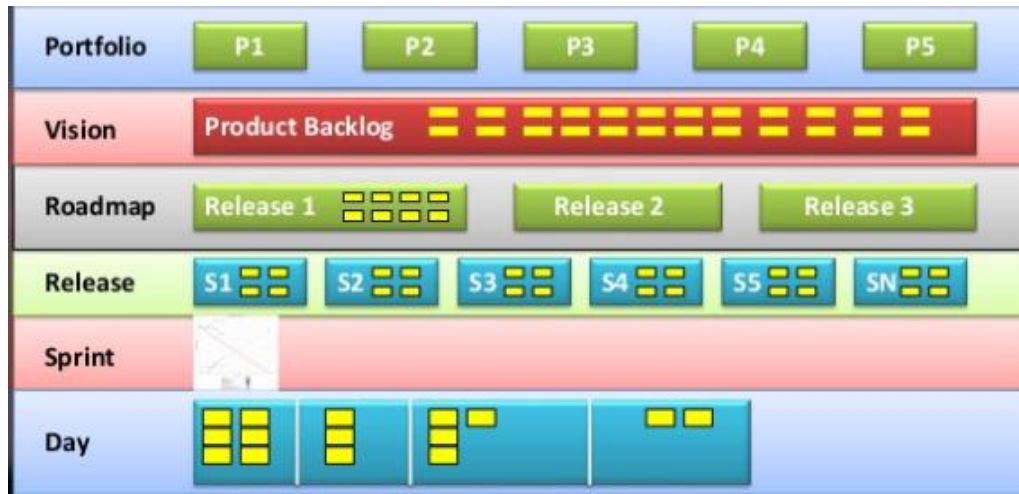 Portfolio P1 P2 P3 P4 P5
Vision Product Backlog
Roadmap Release 1 Release 2 Release 3
Release S1 S2 S3 S4 S5 SN
Sprint
Day